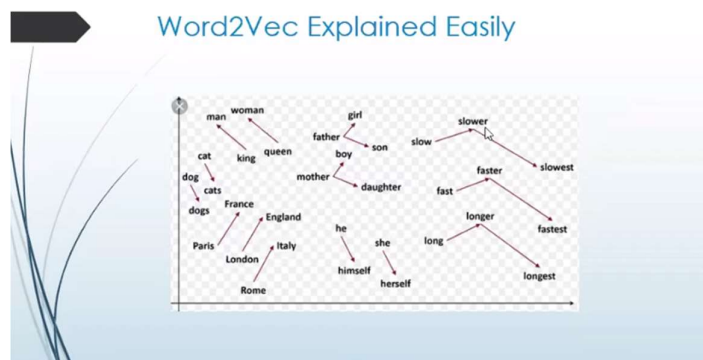 Word2Vec Explained Easily
man
woman
king
queen
cat
cats
dog
dogs
France
Paris
England
London
Italy
Rome
girl
father
son
boy
mother
daughter
he
himself
she
herself
slower
slow
slowest
faster
fast
fastest
longer
long
longest